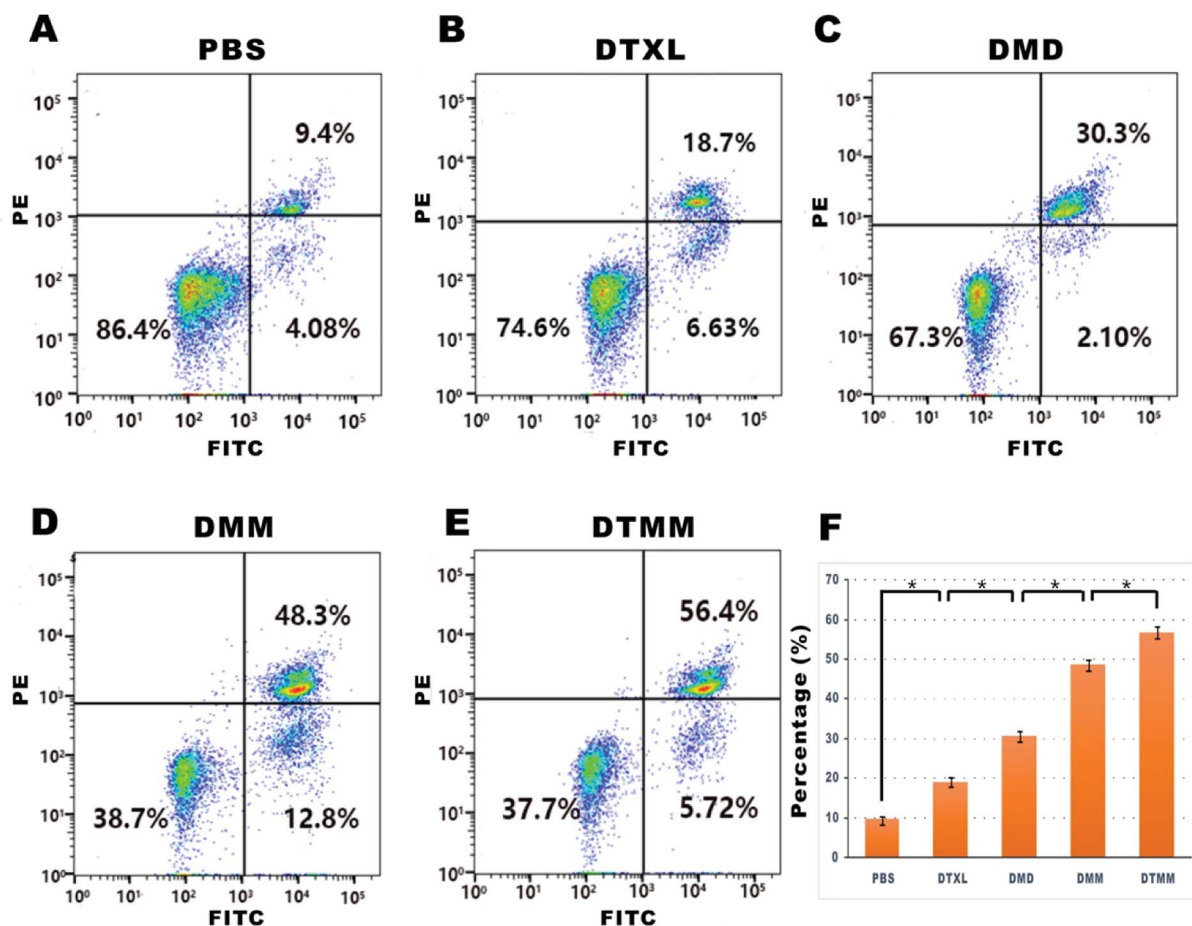 A
PBS
10⁵
10⁴
10³
10²
10¹
10⁰
PE
9.4%
86.4%
4.08%
10⁰ 10¹ 10² 10³ 10⁴ 10⁵
FITC
B
DTXL
10⁵
10⁴
10³
10²
10¹
10⁰
PE
18.7%
74.6%
6.63%
10⁰ 10¹ 10² 10³ 10⁴ 10⁵
FITC
C
DMD
10⁵
10⁴
10³
10²
10¹
10⁰
PE
30.3%
67.3%
2.10%
10⁰ 10¹ 10² 10³ 10⁴ 10⁵
FITC
D
DMM
10⁵
10⁴
10³
10²
10¹
10⁰
PE
48.3%
38.7%
12.8%
10⁰ 10¹ 10² 10³ 10⁴ 10⁵
FITC
E
DTMM
10⁵
10⁴
10³
10²
10¹
10⁰
PE
56.4%
37.7%
5.72%
10⁰ 10¹ 10² 10³ 10⁴ 10⁵
FITC
F
70
60
50
40
30
20
10
0
Percentage (%)
* * * *
PBS DTXL DMD DMM DTMM